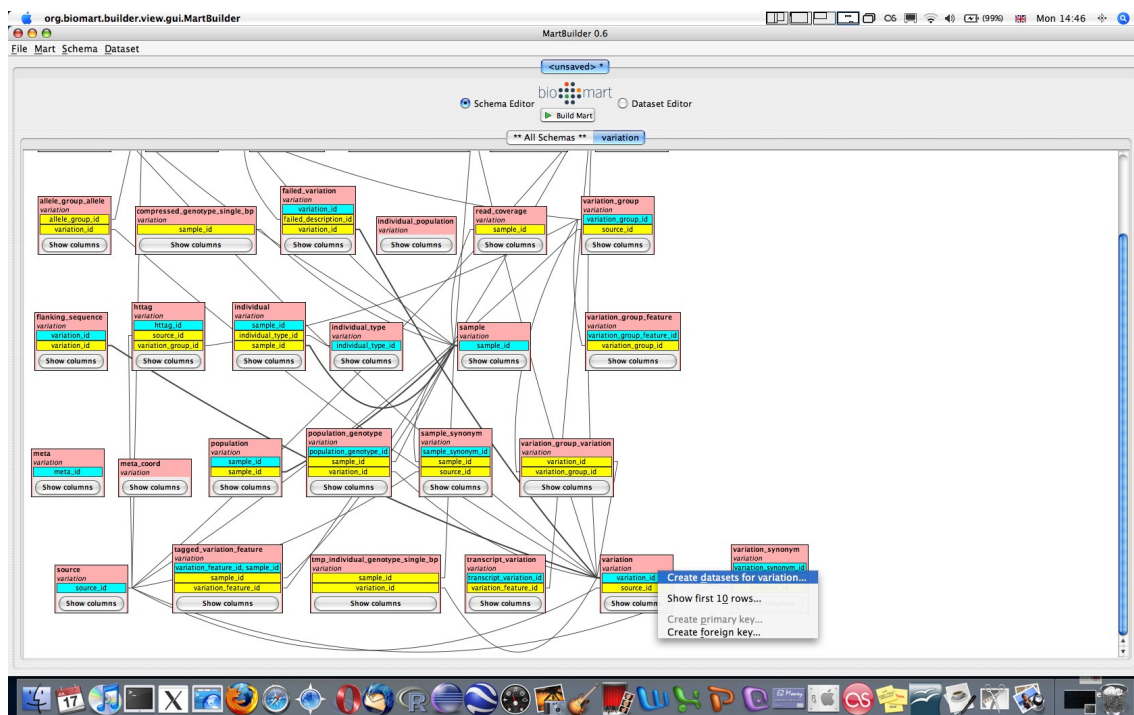 org.biomart.builder.view.gui.MartBuilder
(99%) Mon 14:46
MartBuilder 0.6
File Mart Schema Dataset
<unsaved> *
biomart
Schema Editor
Dataset Editor
Build Mart
** All Schemas ** variation
allele_group_allele
variation
allele_group_id
variation_id
Show columns
compressed_genotype_single_bp
variation
sample_id
Show columns
failed_variation
variation
variation_id
failed_description_id
variation_id
Show columns
individual_population
variation
Show columns
read_coverage
variation
sample_id
Show columns
variation_group
variation
variation_group_id
source_id
Show columns
flanking_sequence
variation
variation_id
variation_id
Show columns
httag
variation
httag_id
source_id
variation_group_id
Show columns
individual
variation
sample_id
individual_type_id
sample_id
Show columns
individual_type
variation
individual_type_id
Show columns
sample
variation
sample_id
Show columns
variation_group_feature
variation
variation_group_feature_id
variation_group_id
Show columns
meta
variation
meta_id
Show columns
meta_coord
variation
Show columns
population
variation
sample_id
sample_id
Show columns
population_genotype
variation
population_genotype_id
sample_id
variation_id
Show columns
sample_synonym
variation
sample_synonym_id
sample_id
source_id
Show columns
variation_group_variation
variation
variation_id
variation_group_id
Show columns
source
variation
source_id
Show columns
tagged_variation_feature
variation
variation_feature_id, sample_id
sample_id
variation_feature_id
Show columns
tmp_individual_genotype_single_bp
variation
sample_id
variation_id
Show columns
transcript_variation
variation
transcript_variation_id
variation_feature_id
Show columns
variation
variation
variation_id
source_id
Show colum
variation_synonym
variation
variation_synonym_id
Create datasets for variation...
Show first 10 rows...
Create primary key...
Create foreign key...